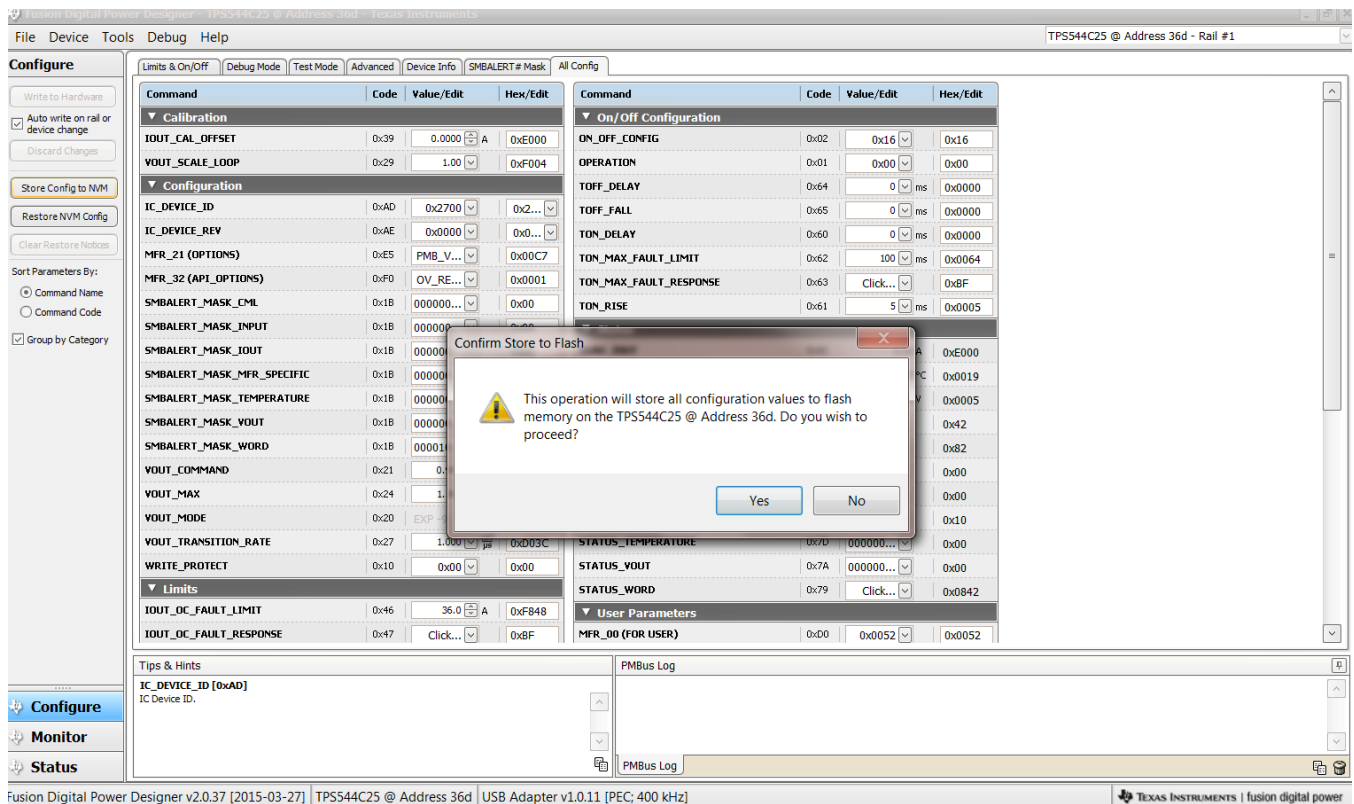 Fusion Digital Power Designer - TPS544C25 @ Address 36d - Texas Instruments
File Device Tools Debug Help
TPS544C25 @ Address 36d - Rail #1
Configure
Write to Hardware
Auto write on rail or
device change
Discard Changes
Store Config to NVM
Restore NVM Config
Clear Restore Notices
Sort Parameters By:
Command Name
Command Code
Group by Category
Limits & On/Off Debug Mode Test Mode Advanced Device Info SMBALERT# Mask All Config
Command Code Value/Edit Hex/Edit
Calibration
IOUT_CAL_OFFSET 0x39 0.0000 A 0xE000
VOUT_SCALE_LOOP 0x29 1.00 0xF004
Configuration
IC_DEVICE_ID 0xAD 0x2700 0x2...
IC_DEVICE_REV 0xAE 0x0000 0x0...
MFR_21 (OPTIONS) 0xE5 PMB_V... 0x00C7
MFR_32 (API_OPTIONS) 0xF0 OV_RE... 0x0001
SMBALERT_MASK_CML 0x1B 000000... 0x00
SMBALERT_MASK_INPUT 0x1B
SMBALERT_MASK_IOUT 0x1B
SMBALERT_MASK_MFR_SPECIFIC 0x1B
SMBALERT_MASK_TEMPERATURE 0x1B
SMBALERT_MASK_VOUT 0x1B
SMBALERT_MASK_WORD 0x1B
VOUT_COMMAND 0x21
VOUT_MAX 0x24
VOUT_MODE 0x20 EXP
VOUT_TRANSITION_RATE 0x27 1.000 µs 0xD03C
WRITE_PROTECT 0x10 0x00 0x00
Limits
IOUT_OC_FAULT_LIMIT 0x46 36.0 A 0xF848
IOUT_OC_FAULT_RESPONSE 0x47 Click... 0xBF
Command Code Value/Edit Hex/Edit
On/Off Configuration
ON_OFF_CONFIG 0x02 0x16 0x16
OPERATION 0x01 0x00 0x00
TOFF_DELAY 0x64 0 ms 0x0000
TOFF_FALL 0x65 0 ms 0x0000
TON_DELAY 0x60 0 ms 0x0000
TON_MAX_FAULT_LIMIT 0x62 100 ms 0x0064
TON_MAX_FAULT_RESPONSE 0x63 Click... 0xBF
TON_RISE 0x61 5 ms 0x0005
A 0xE000
°C 0x0019
V 0x0005
0x42
0x82
0x00
0x00
0x10
STATUS_TEMPERATURE 0x7D 000000... 0x00
STATUS_VOUT 0x7A 000000... 0x00
STATUS_WORD 0x79 Click... 0x0842
User Parameters
MFR_00 (FOR USER) 0xD0 0x0052 0x0052
Confirm Store to Flash
This operation will store all configuration values to flash
memory on the TPS544C25 @ Address 36d. Do you wish to
proceed?
Yes No
Configure
Monitor
Status
Tips & Hints
IC_DEVICE_ID [0xAD]
IC Device ID.
PMBus Log
PMBus Log
Fusion Digital Power Designer v2.0.37 [2015-03-27] TPS544C25 @ Address 36d USB Adapter v1.0.11 [PEC; 400 kHz]
TEXAS INSTRUMENTS | fusion digital power